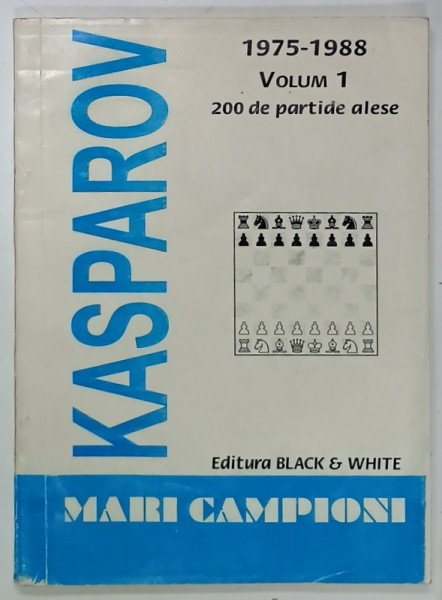 KASPAROV
1975-1988
VOLUM 1
200 de partide alese
Editura BLACK & WHITE
MARI CAMPIONI